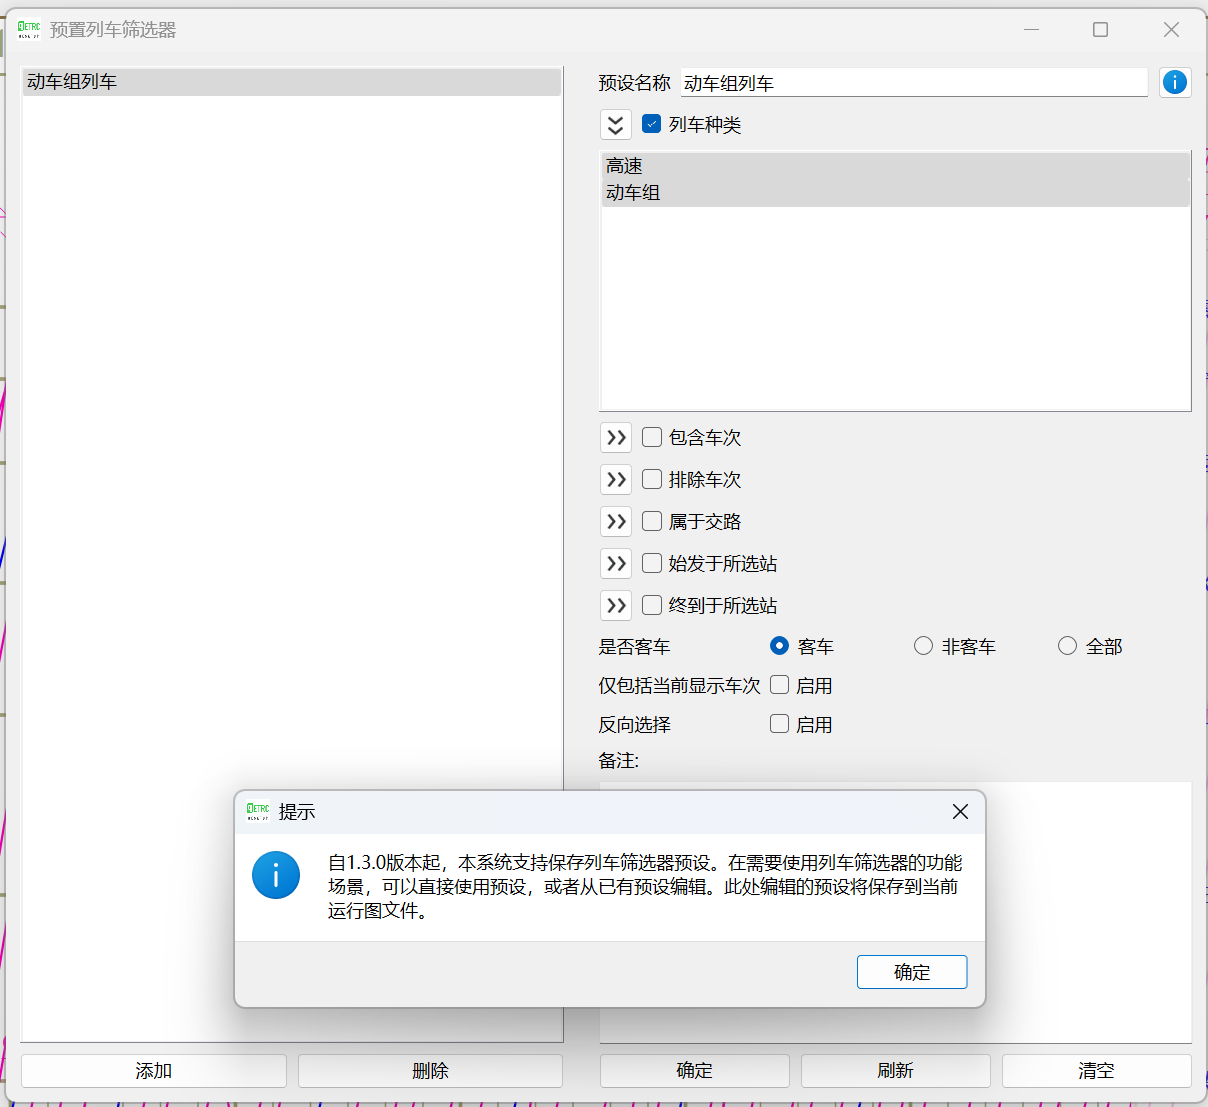 预置列车筛选器
动车组列车
预设名称 动车组列车
列车种类
高速
动车组
包含车次
排除车次
属于交路
始发于所选站
终到于所选站
是否客车 客车 非客车 全部
仅包括当前显示车次 启用
反向选择 启用
备注:
提示
自1.3.0版本起，本系统支持保存列车筛选器预设。在需要使用列车筛选器的功能
场景，可以直接使用预设，或者从已有预设编辑。此处编辑的预设将保存到当前
运行图文件。
确定
添加 删除 确定 刷新 清空